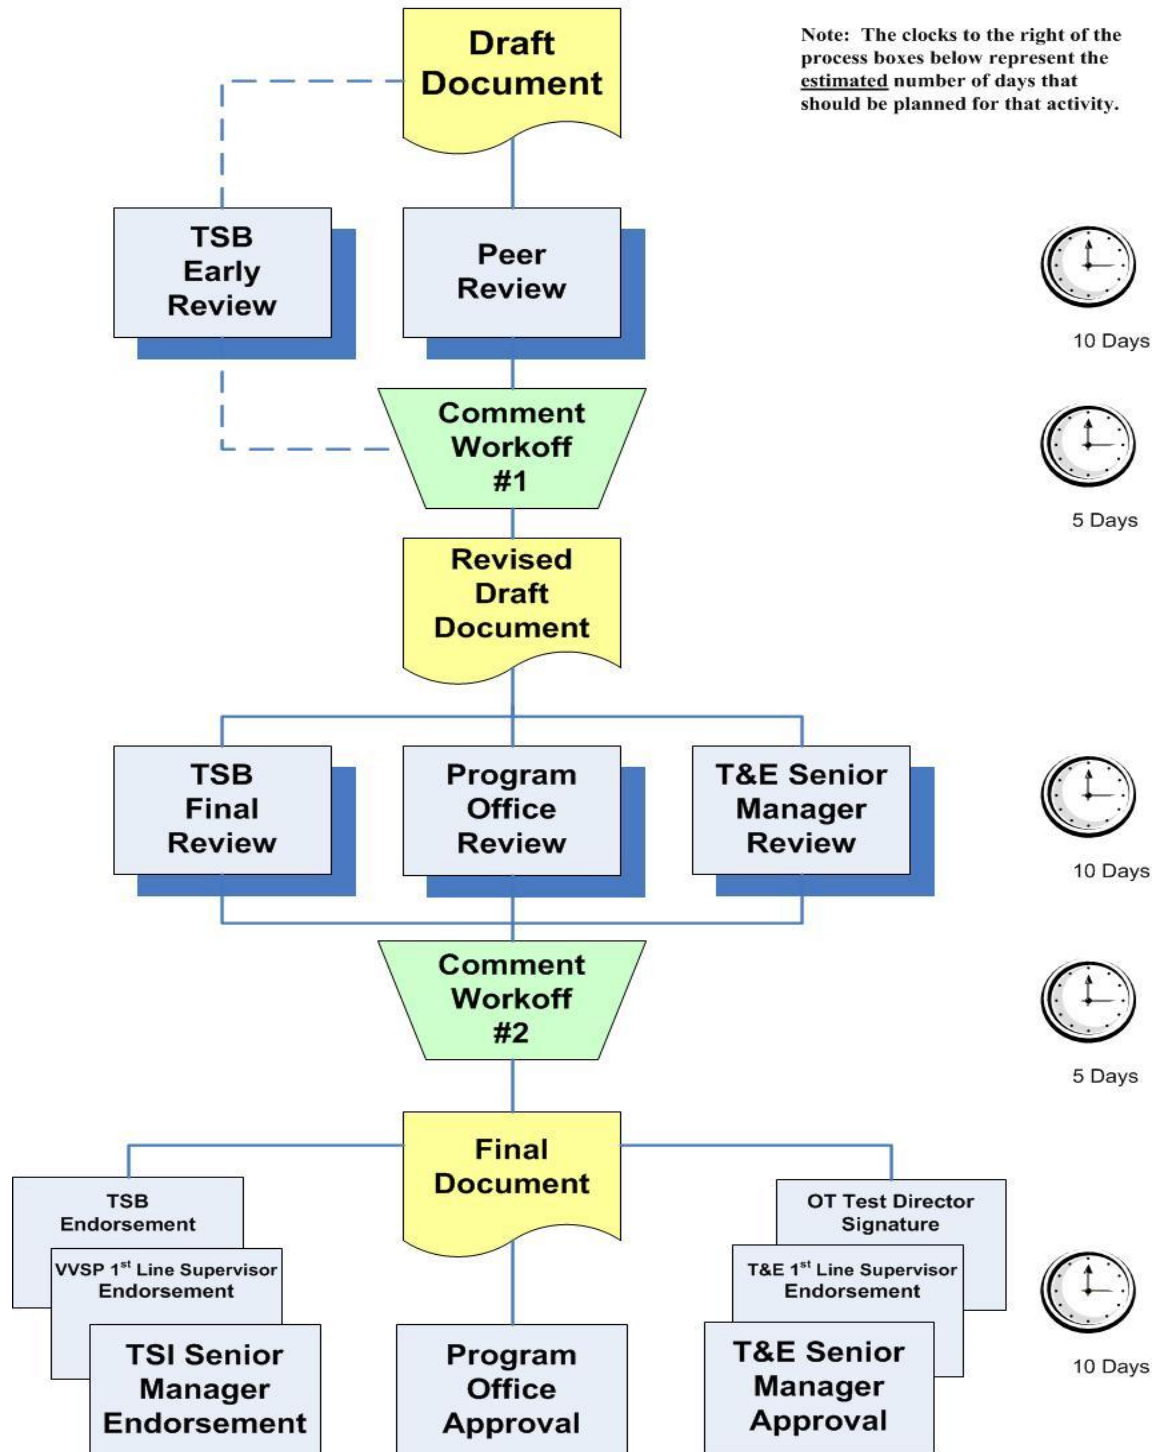 Draft
Document
Note: The clocks to the right of the
process boxes below represent the
estimated number of days that
should be planned for that activity.
TSB
Early
Review
Peer
Review
10 Days
Comment
Workoff
#1
5 Days
Revised
Draft
Document
TSB
Final
Review
Program
Office
Review
T&E Senior
Manager
Review
10 Days
Comment
Workoff
#2
5 Days
Final
Document
TSB
Endorsement
VVSP 1st Line Supervisor
Endorsement
TSI Senior
Manager
Endorsement
Program
Office
Approval
OT Test Director
Signature
T&E 1st Line Supervisor
Endorsement
T&E Senior
Manager
Approval
10 Days